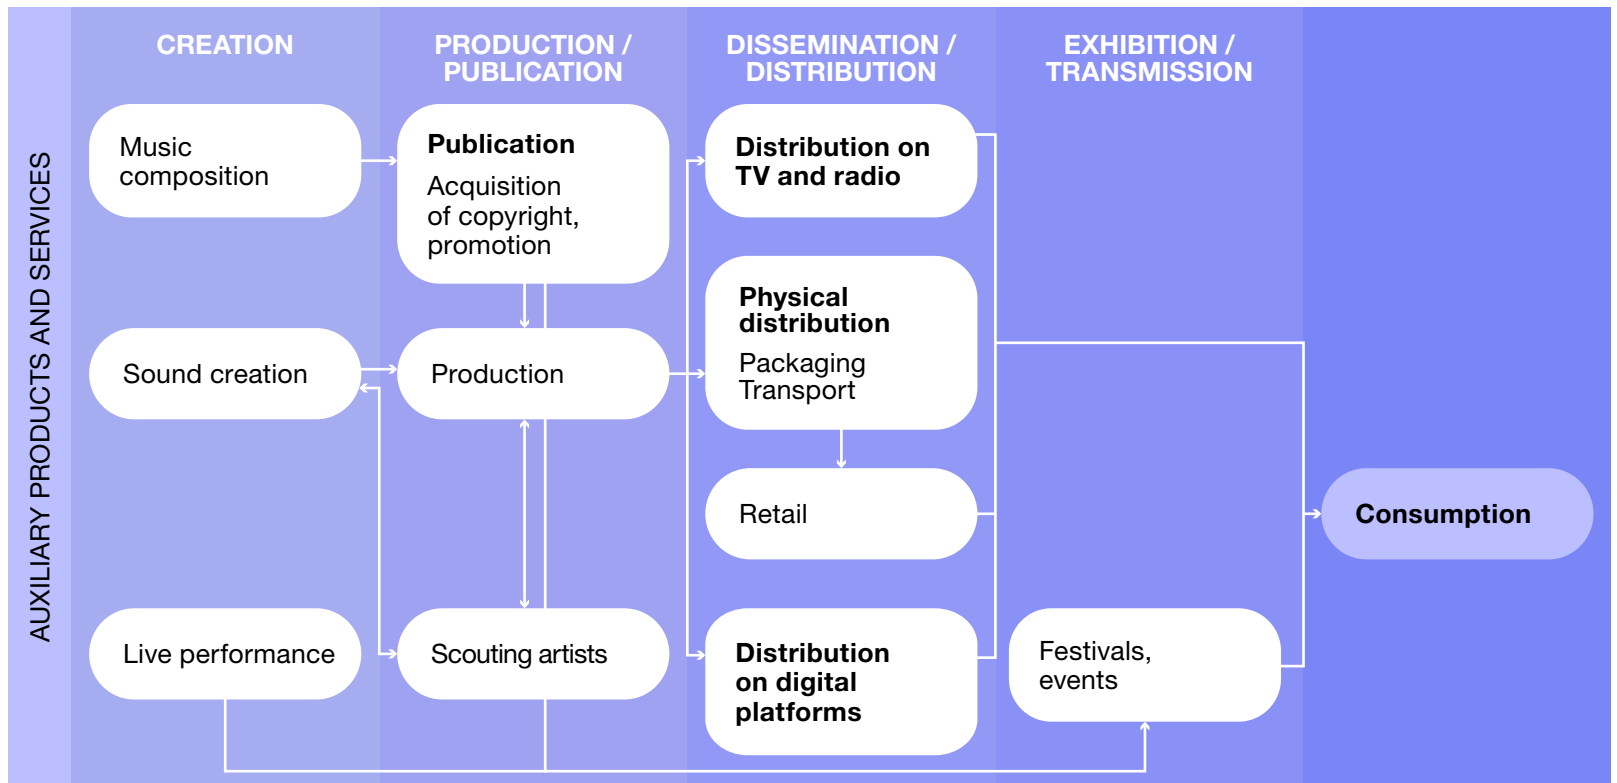 AUXILIARY PRODUCTS AND SERVICES
CREATION
Music
composition
Sound creation
Live performance
PRODUCTION /
PUBLICATION
Publication
Acquisition
of copyright,
promotion
Production
Scouting artists
DISSEMINATION /
DISTRIBUTION
Distribution on
TV and radio
Physical
distribution
Packaging
Transport
Retail
Distribution
on digital
platforms
EXHIBITION /
TRANSMISSION
Festivals,
events
Consumption